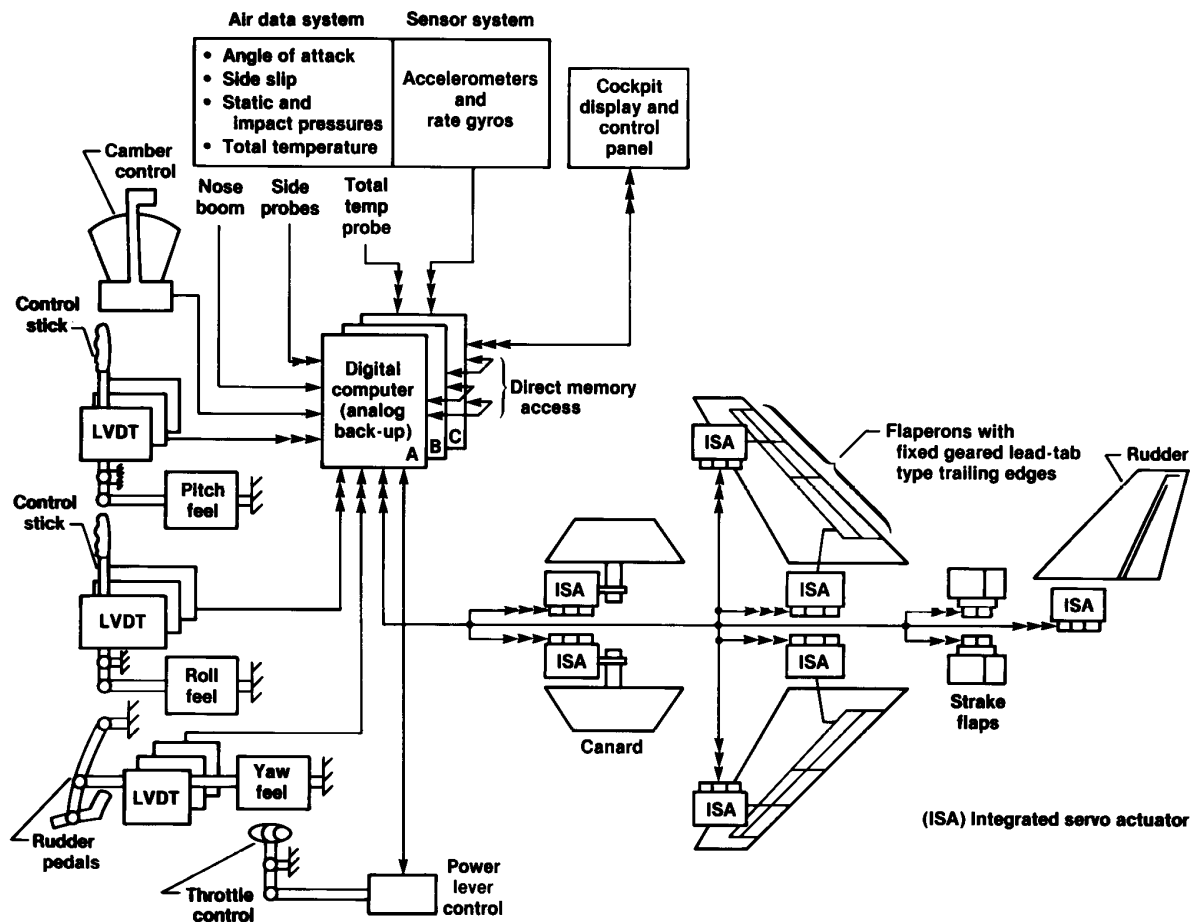 Air data system
Sensor system
• Angle of attack
• Side slip
• Static and
impact pressures
• Total temperature
Accelerometers
and
rate gyros
Cockpit
display and
control
panel
Camber
control
Nose
boom
Side
probes
Total
temp
probe
Control
stick
LVDT
Digital
computer
(analog
back-up)
A
B
C
Direct memory
access
Pitch
feel
Control
stick
LVDT
Roll
feel
LVDT
Yaw
feel
Rudder
pedals
Throttle
control
Power
lever
control
ISA
ISA
Canard
ISA
ISA
ISA
ISA
Flaperons with
fixed geared lead-tab
type trailing edges
Rudder
ISA
Strake
flaps
(ISA) Integrated servo actuator